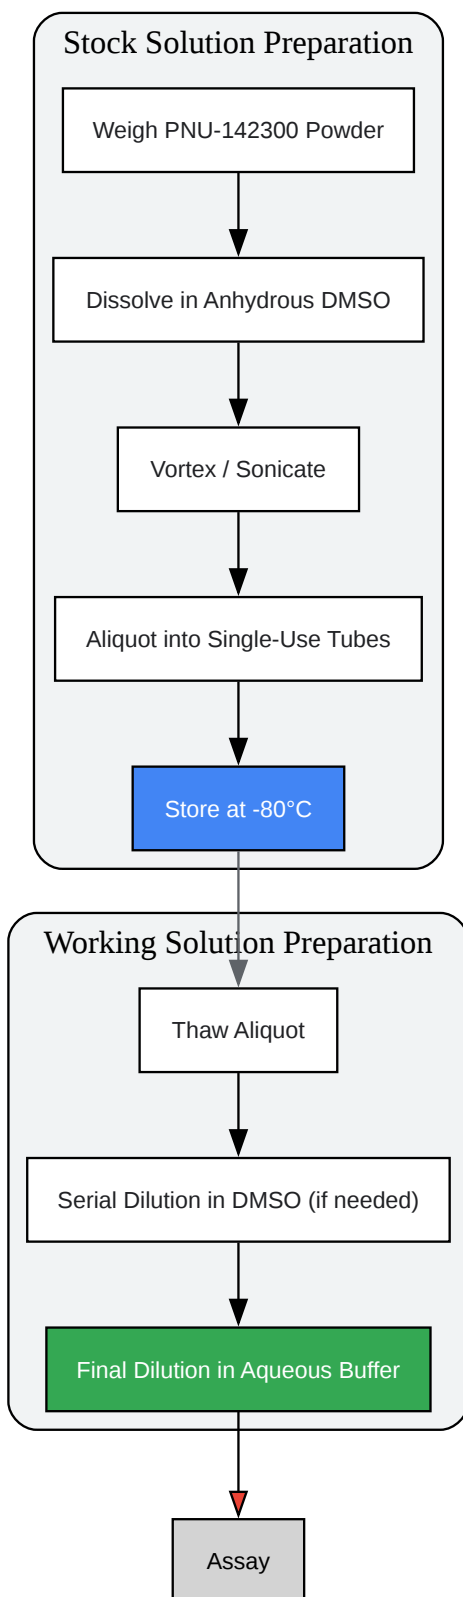 Stock Solution Preparation
Weigh PNU-142300 Powder
Dissolve in Anhydrous DMSO
Vortex / Sonicate
Aliquot into Single-Use Tubes
Store at -80°C
Working Solution Preparation
Thaw Aliquot
Serial Dilution in DMSO (if needed)
Final Dilution in Aqueous Buffer
Assay